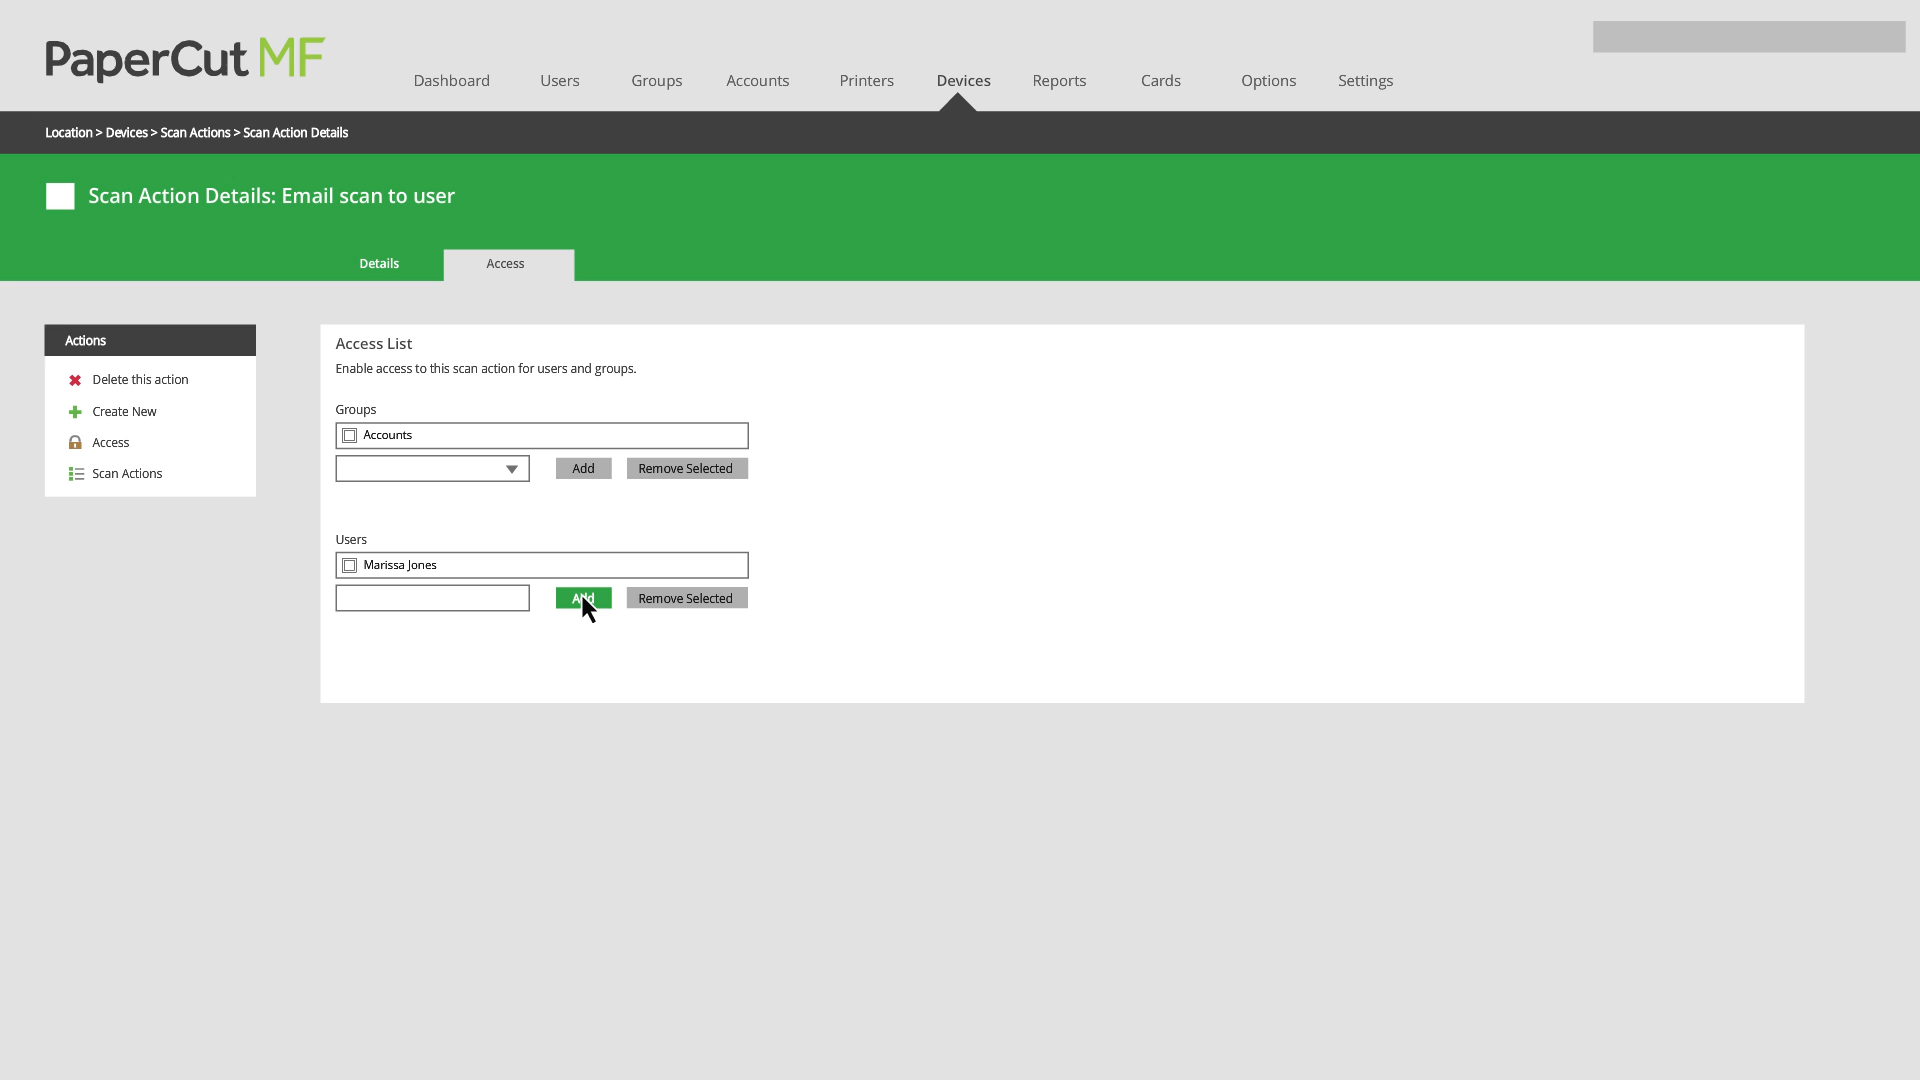 PaperCut MF
Dashboard Users Groups Accounts Printers Devices Reports Cards Options Settings
Location > Devices > Scan Actions > Scan Action Details
Scan Action Details: Email scan to user
Details Access
Actions
Delete this action
Create New
Access
Scan Actions
Access List
Enable access to this scan action for users and groups.
Groups
Accounts
Add Remove Selected
Users
Marissa Jones
Add Remove Selected